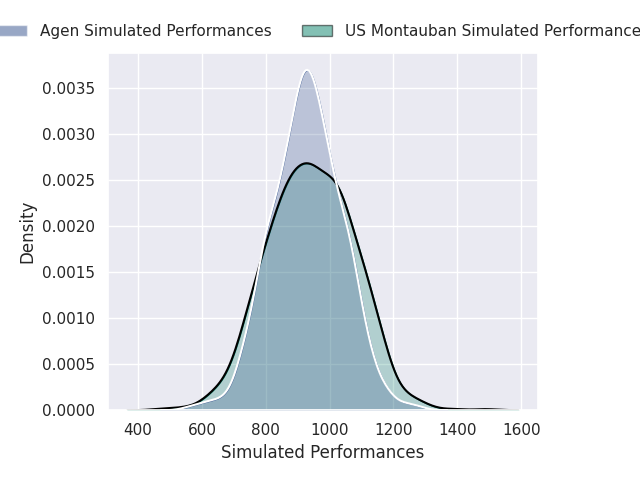 Agen Simulated Performances
US Montauban Simulated Performance
0.0035
0.0030
0.0025
0.0020
0.0015
0.0010
0.0005
0.0000
Density
400 600 800 1000 1200 1400 1600
Simulated Performances